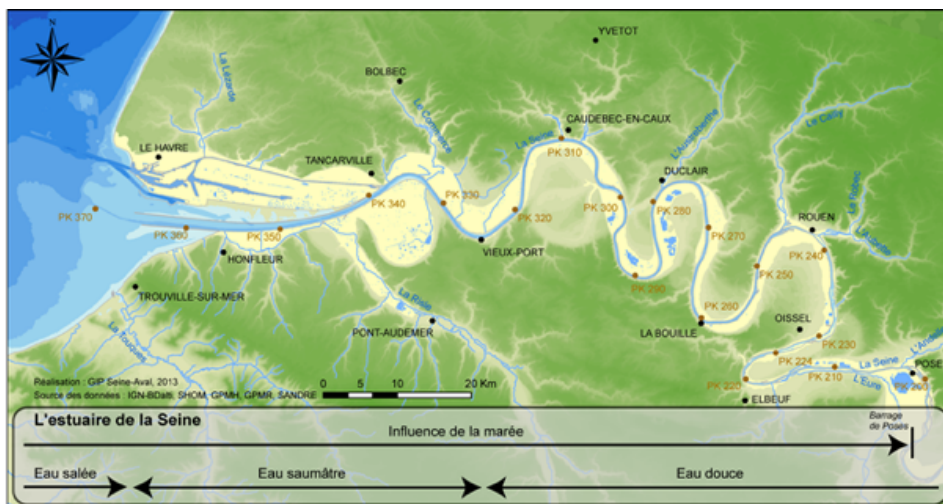 YVETOT
BOLBEC
La Lézarde
Le Commerce
CAUDEBEC-EN-CAUX
La Seine
L'Austreberthe
Le Cailly
LE HAVRE
PK 310
TANCARVILLE
DUCLAIR
Le Robec
PK 370
PK 340
PK 330
PK 320
PK 300
PK 280
ROUEN
L'Aubette
PK 360
PK 350
PK 270
PK 240
HONFLEUR
VIEUX-PORT
PK 250
PK 290
TROUVILLE-SUR-MER
La Risle
PK 260
PONT-AUDEMER
LA BOUILLE
OISSEL
La Touques
PK 230
PK 224
La Seine
PK 210
PK 220
L'Eure
ELBEUF
Réalisation : GIP Seine-Aval, 2013
Source des données : IGN-BDalti, SHOM, GPMH, GPMR, SANDRE
0 5 10 20 Km
L'estuaire de la Seine
Influence de la marée
Barrage
de Poses
Eau salée
Eau saumâtre
Eau douce